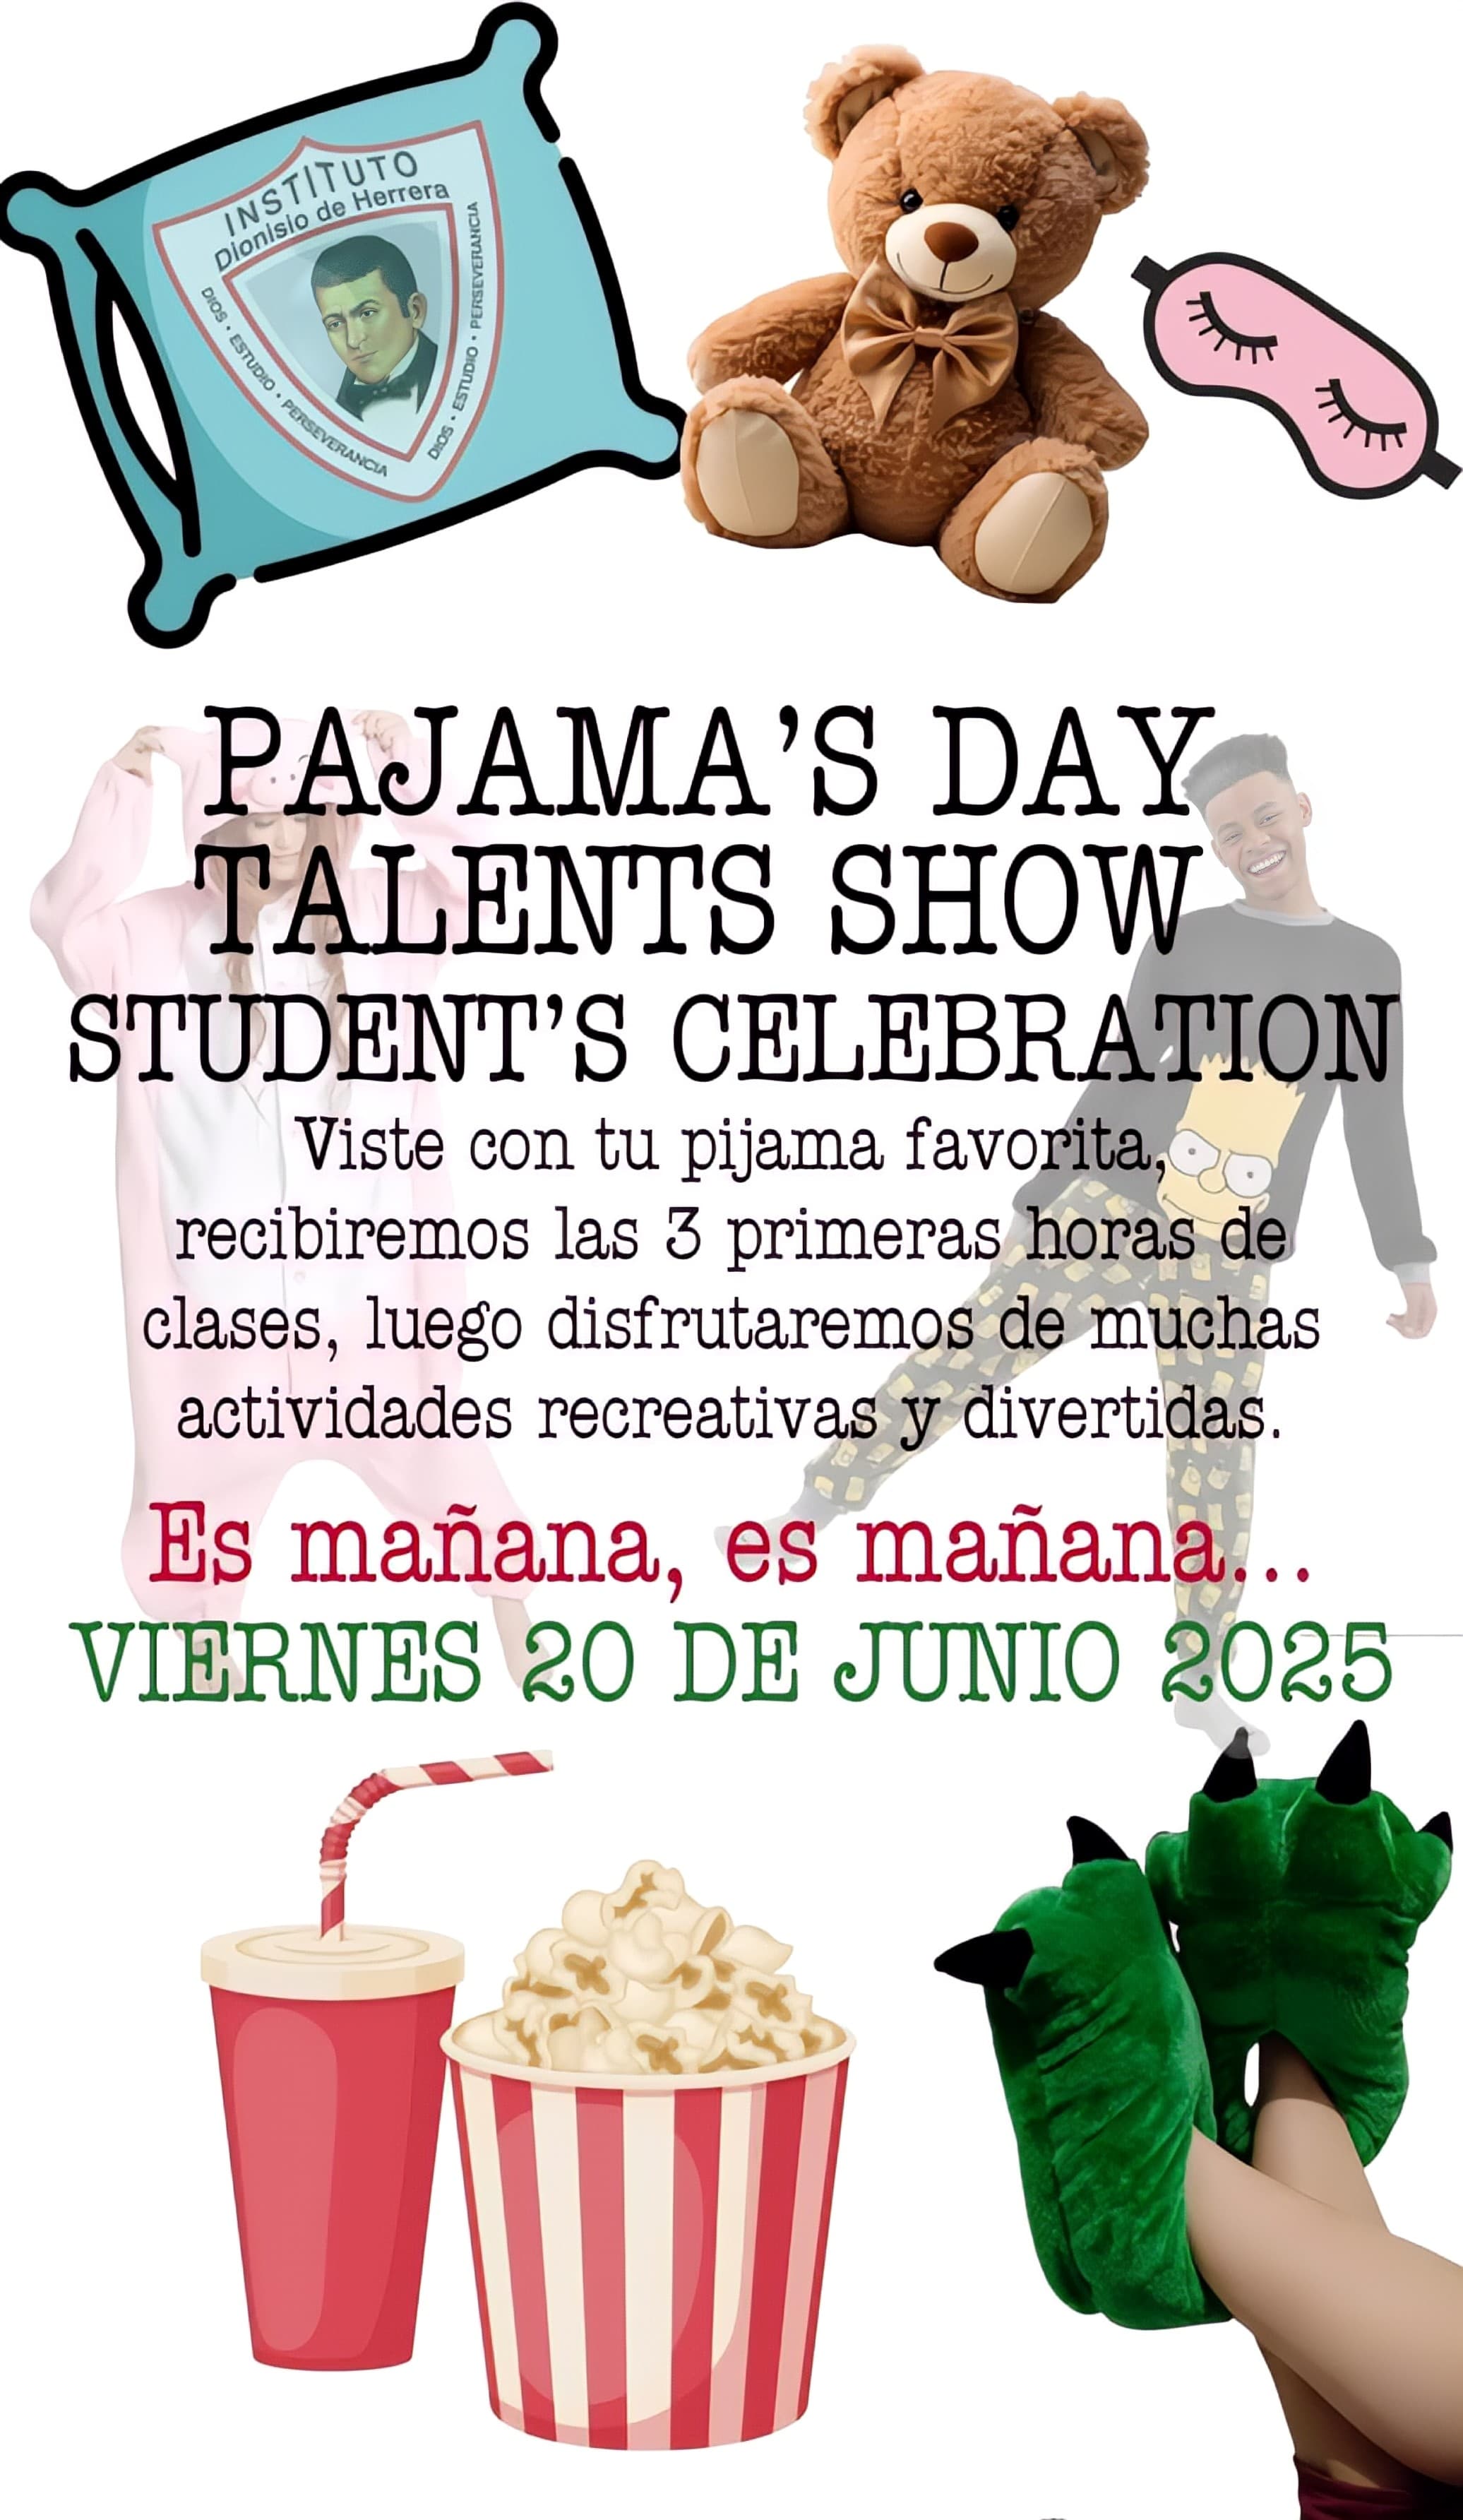 INSTITUTO
Dionisio de Herrera
DIOS • ESTUDIO • PERSEVERANCIA
DIOS • ESTUDIO • PERSEVERANCIA
PAJAMA’S DAY
TALENTS SHOW
STUDENT’S CELEBRATION
Viste con tu pijama favorita,
recibiremos las 3 primeras horas de
clases, luego disfrutaremos de muchas
actividades recreativas y divertidas.
Es mañana, es mañana...
VIERNES 20 DE JUNIO 2025